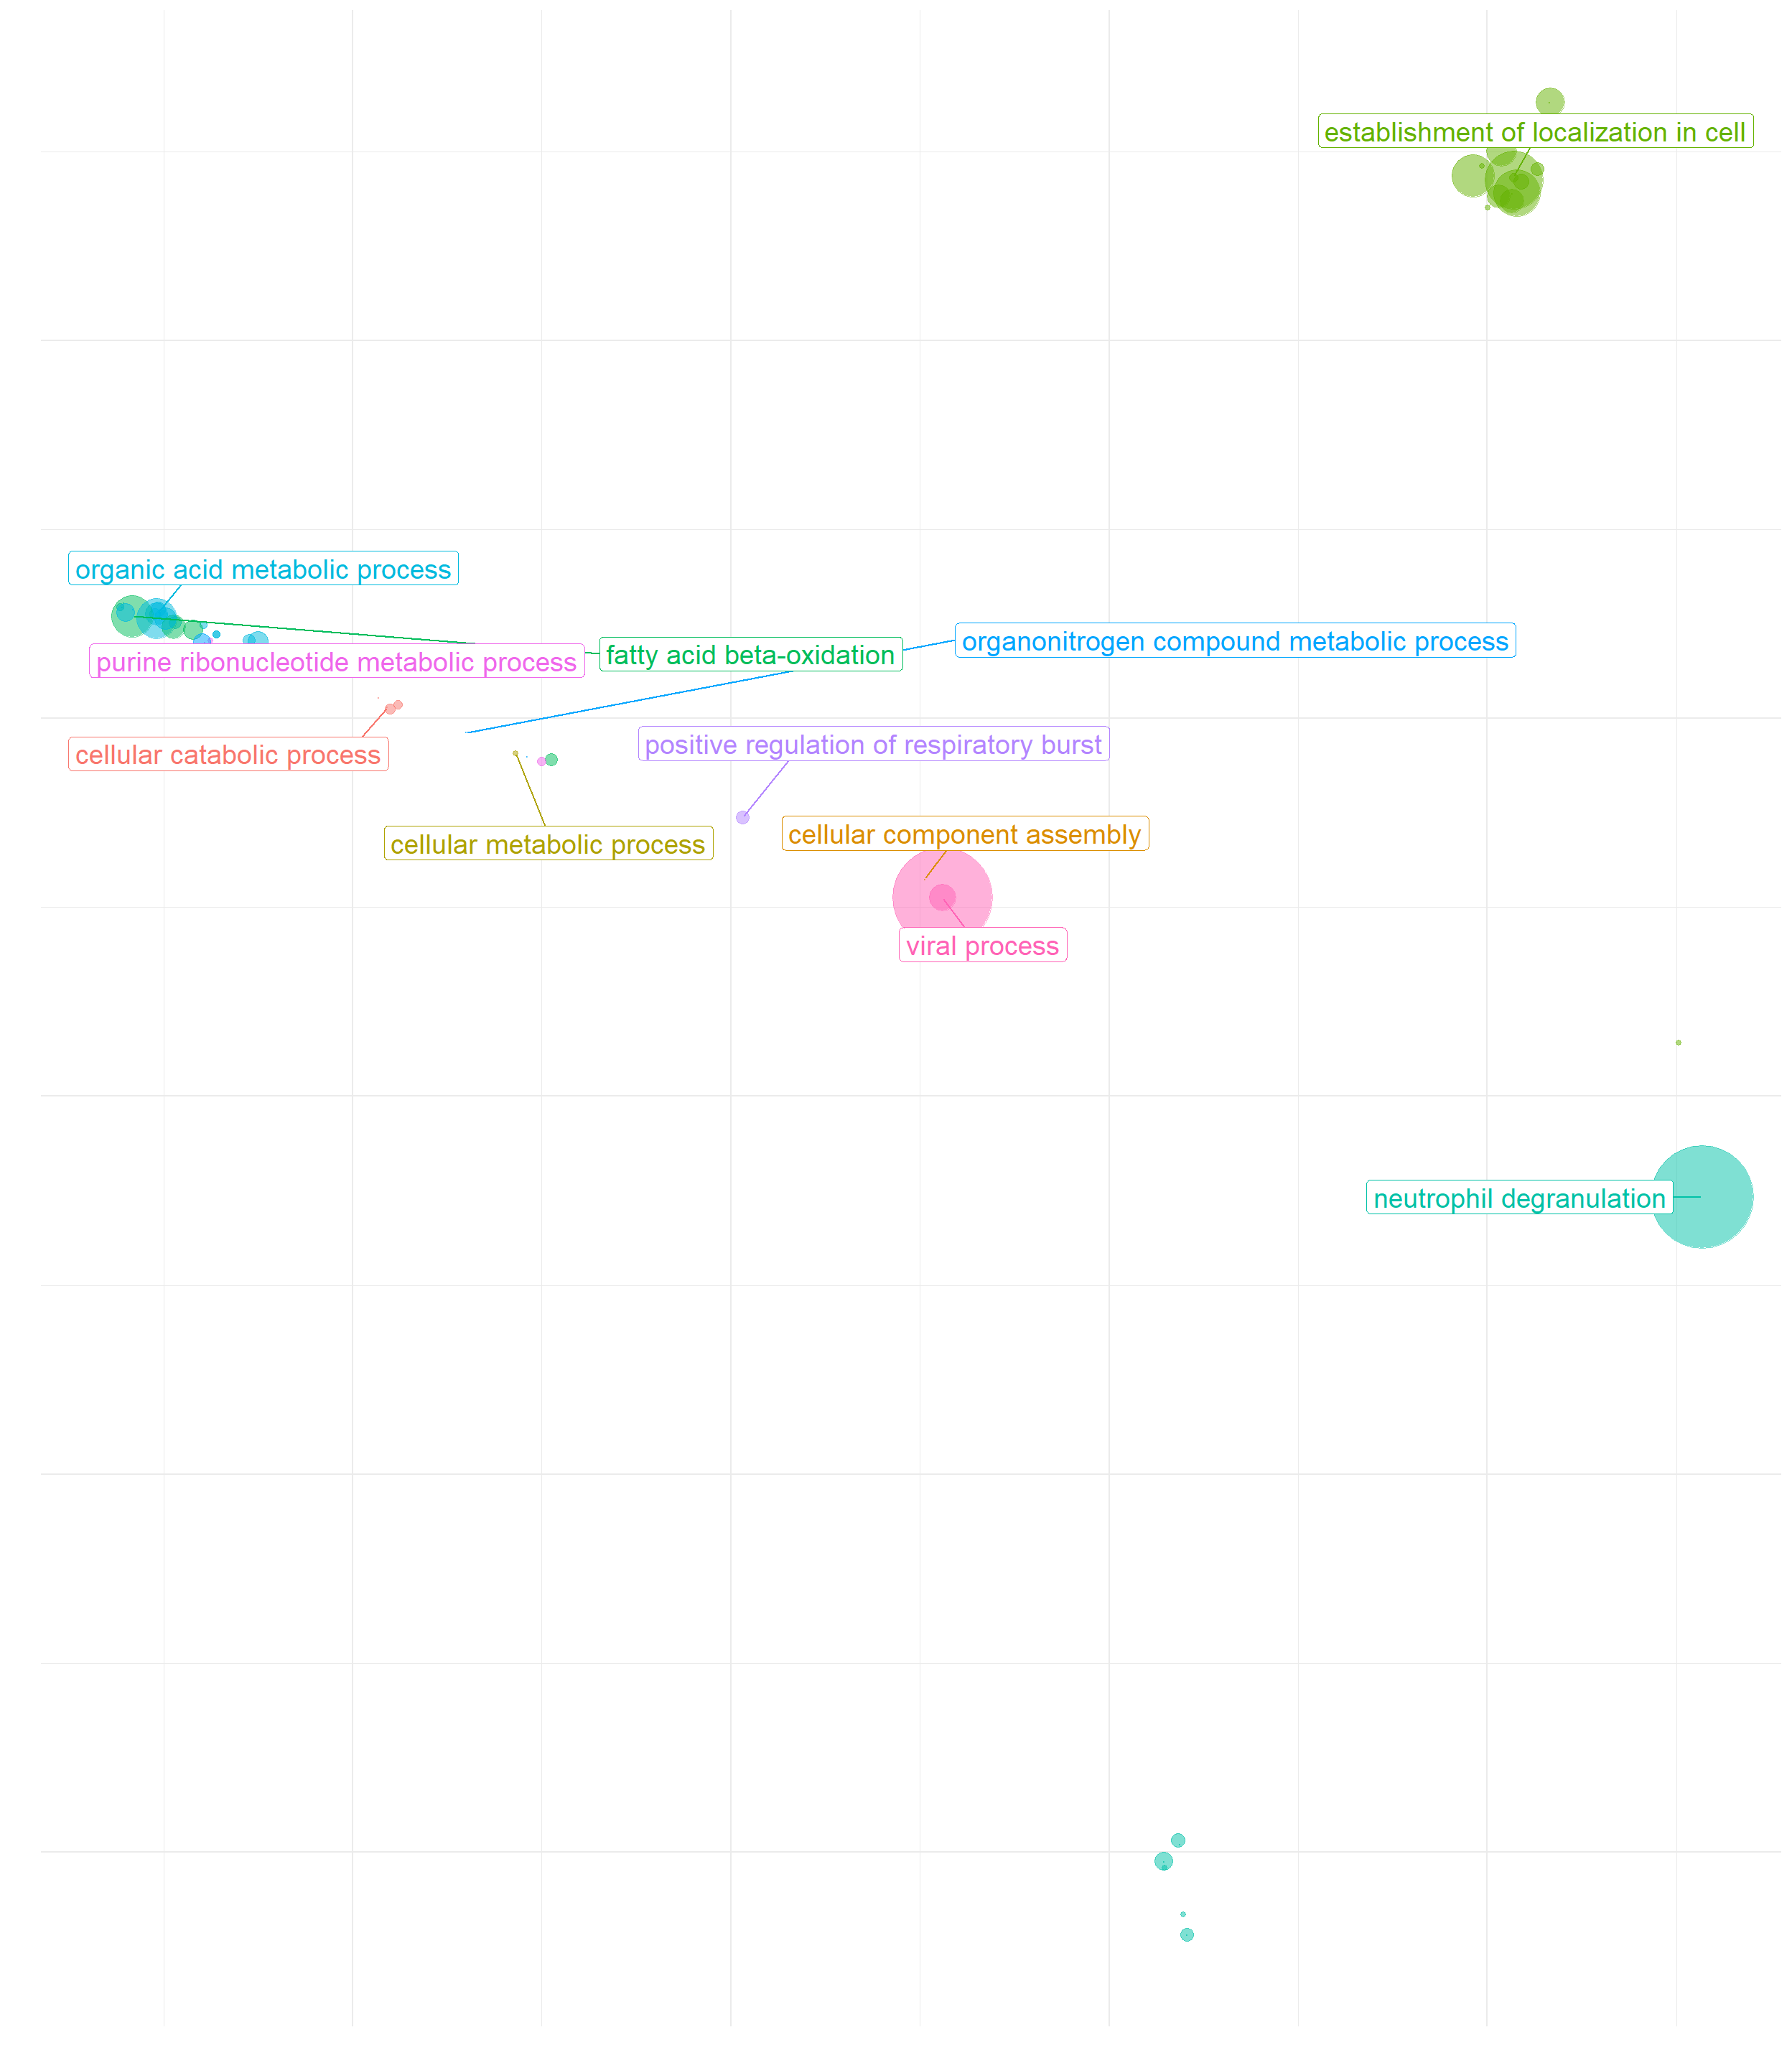 establishment of localization in cell
organic acid metabolic process
organonitrogen compound metabolic process
fatty acid beta-oxidation
purine ribonucleotide metabolic process
positive regulation of respiratory burst
cellular catabolic process
cellular component assembly
cellular metabolic process
viral process
neutrophil degranulation